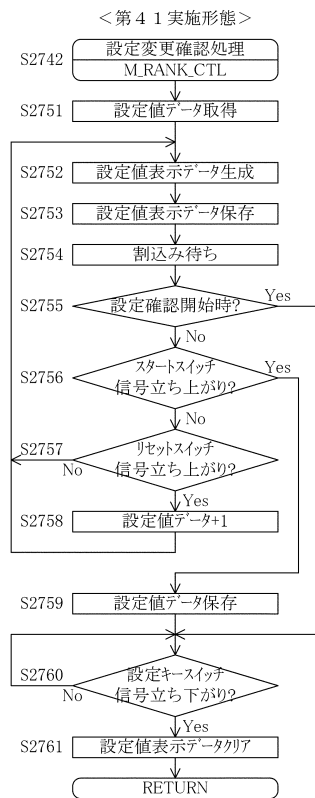 ＜第４１実施形態＞
S2742
設定変更確認処理
M_RANK_CTL
S2751
設定値ﾃﾞｰﾀ取得
S2752
設定値表示ﾃﾞｰﾀ生成
S2753
設定値表示ﾃﾞｰﾀ保存
S2754
割込み待ち
S2755
設定確認開始時?
Yes
No
S2756
ｽﾀｰﾄｽｲｯﾁ
信号立ち上がり?
Yes
No
S2757
ﾘｾｯﾄｽｲｯﾁ
信号立ち上がり?
No
Yes
S2758
設定値ﾃﾞｰﾀ+1
S2759
設定値ﾃﾞｰﾀ保存
S2760
設定ｷｰｽｲｯﾁ
信号立ち下がり?
No
Yes
S2761
設定値表示ﾃﾞｰﾀｸﾘｱ
RETURN